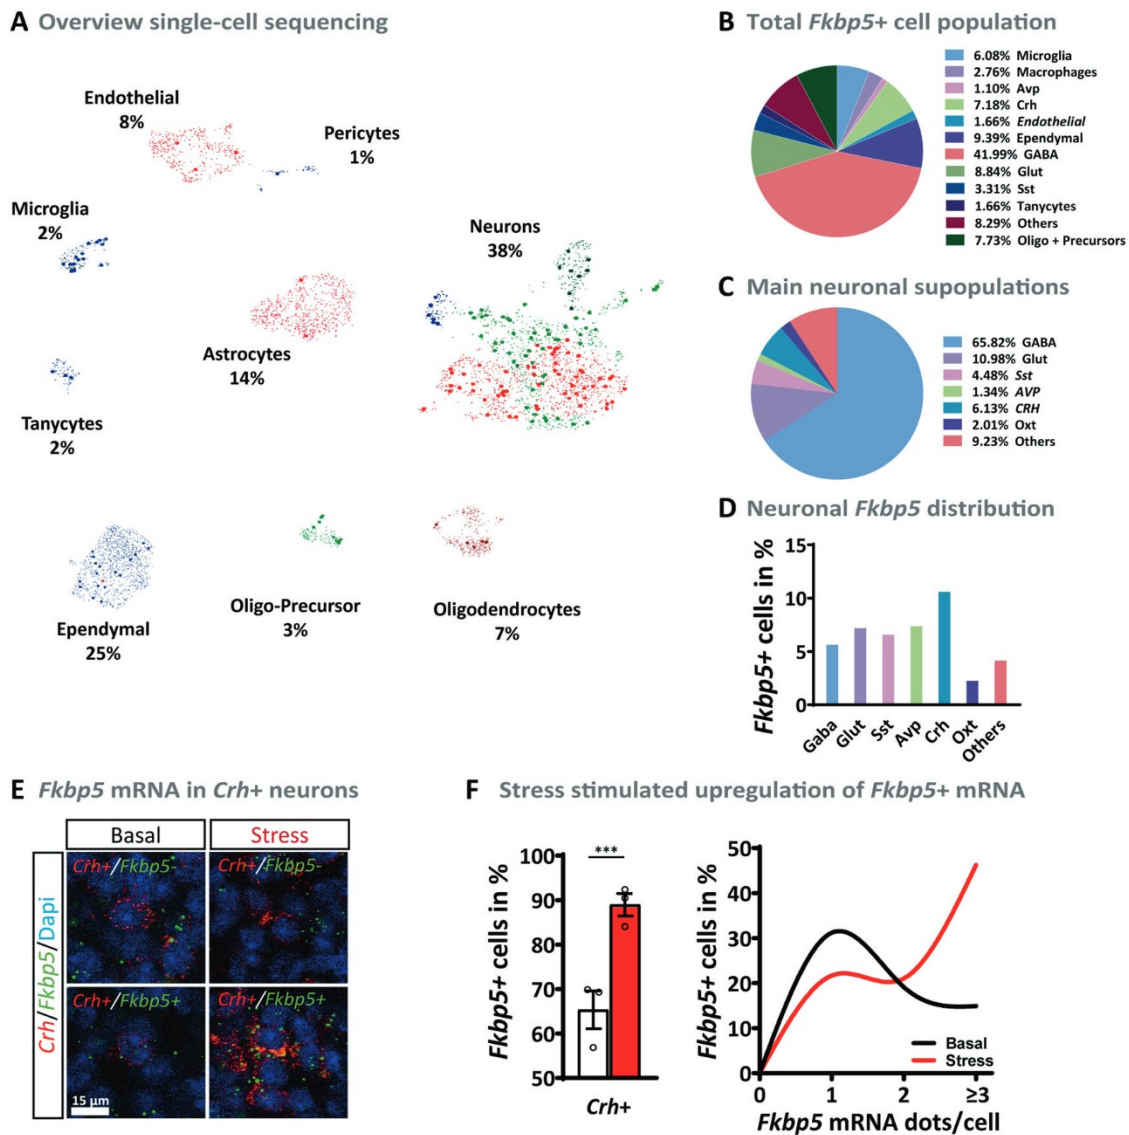 A Overview single-cell sequencing
Endothelial
8%
Pericytes
1%
Microglia
2%
Neurons
38%
Astrocytes
14%
Tanycytes
2%
Ependymal
25%
Oligo-Precursor
3%
Oligodendrocytes
7%
B Total Fkbp5+ cell population
6.08% Microglia
2.76% Macrophages
1.10% Avp
7.18% Crh
1.66% Endothelial
9.39% Ependymal
41.99% GABA
8.84% Glut
3.31% Sst
1.66% Tanycytes
8.29% Others
7.73% Oligo + Precursors
C Main neuronal supopulations
65.82% GABA
10.98% Glut
4.48% Sst
1.34% AVP
6.13% CRH
2.01% Oxt
9.23% Others
D Neuronal Fkbp5 distribution
Fkbp5+ cells in %
15
10
5
0
Gaba
Glut
Sst
Avp
Crh
Oxt
Others
E Fkbp5 mRNA in Crh+ neurons
Basal
Stress
Crh/Fkbp5/Dapi
Crh+/Fkbp5-
Crh+/Fkbp5-
Crh+/Fkbp5+
Crh+/Fkbp5+
15 µm
F Stress stimulated upregulation of Fkbp5+ mRNA
Fkbp5+ cells in %
100
90
80
70
60
50
***
Crh+
Fkbp5+ cells in %
50
40
30
20
10
0
Basal
Stress
0 1 2 ≥3
Fkbp5 mRNA dots/cell